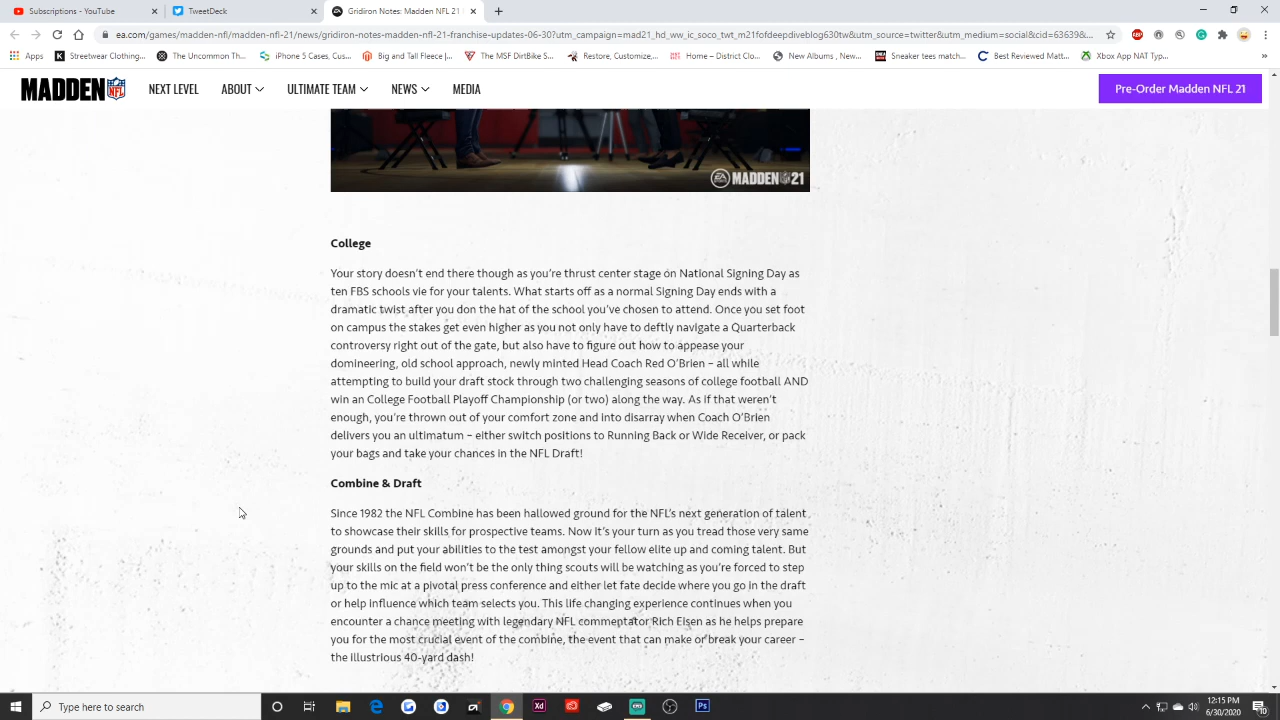 Subscriptions - YouTube
TweetDeck
Gridiron Notes: Madden NFL 21
ea.com/games/madden-nfl/madden-nfl-21/news/gridiron-notes-madden-21-franchise-updates-06-30?utm_campaign=mad21_hd_ww_ic_soco_twt_m21fofdeepdiveblog630tw&utm_source=twitter&utm_medium=social&cid=63639&...
Apps
Streetwear Clothing...
The Uncommon Th...
iPhone 5 Cases, Cu...
Big and Tall Fleece |...
The MSF DirtBike S...
Restore, Customize,...
Home – District Clo...
New Albums , New...
Sneaker tees match...
Best Reviewed Matt...
Xbox App NAT Typ...
»
MADDEN NFL
NEXT LEVEL
ABOUT
ULTIMATE TEAM
NEWS
MEDIA
Pre-Order Madden NFL 21
EA SPORTS MADDEN NFL 21
College
Your story doesn’t end there though as you’re thrust center stage on National Signing Day as
ten FBS schools vie for your talents. What starts off as a normal Signing Day ends with a
dramatic twist after you don the hat of the school you’ve chosen to attend. Once you set foot
on campus the stakes get even higher as you not only have to deftly navigate a Quarterback
controversy right out of the gate, but also have to figure out how to appease your
domineering, old school approach, newly minted Head Coach Red O’Brien – all while
attempting to build your draft stock through two challenging seasons of college football AND
win an College Football Playoff Championship (or two) along the way. As if that weren’t
enough, you’re thrown out of your comfort zone and into disarray when Coach O’Brien
delivers you an ultimatum – either switch positions to Running Back or Wide Receiver, or pack
your bags and take your chances in the NFL Draft!
Combine & Draft
Since 1982 the NFL Combine has been hallowed ground for the NFL’s next generation of talent
to showcase their skills for prospective teams. Now it’s your turn as you tread those very same
grounds and put your abilities to the test amongst your fellow elite up and coming talent. But
your skills on the field won’t be the only thing scouts will be watching as you’re forced to step
up to the mic at a pivotal press conference and either let fate decide where you go in the draft
or help influence which team selects you. This life changing experience continues when you
encounter a chance meeting with legendary NFL commentator Rich Eisen as he helps prepare
you for the most crucial event of the combine, the event that can make or break your career –
the illustrious 40-yard dash!
Type here to search
12:15 PM
6/30/2020